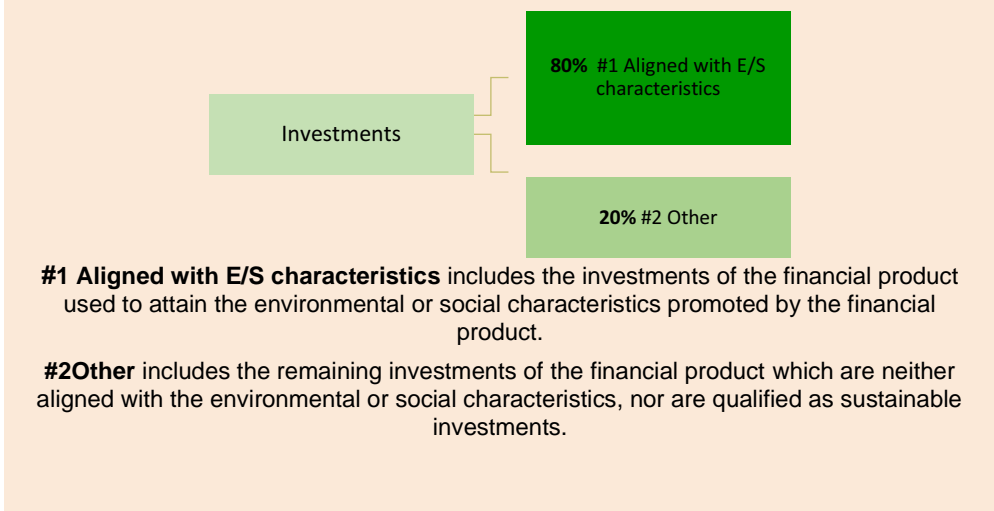 80% #1 Aligned with E/S
characteristics
Investments
20% #2 Other
#1 Aligned with E/S characteristics includes the investments of the financial product
used to attain the environmental or social characteristics promoted by the financial
product.
#2Other includes the remaining investments of the financial product which are neither
aligned with the environmental or social characteristics, nor are qualified as sustainable
investments.